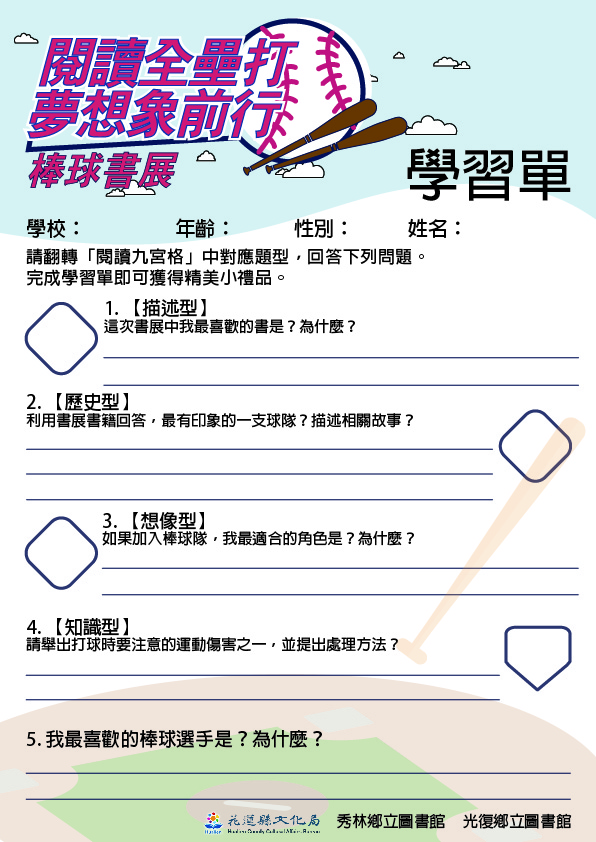 閱讀全壘打
夢想象前行
棒球書展
學習單
學校： 年齡： 性別： 姓名：
請翻轉「閱讀九宮格」中對應題型，回答下列問題。
完成學習單即可獲得精美小禮品。
1. 【描述型】
這次書展中我最喜歡的書是？為什麼？
2. 【歷史型】
利用書展書籍回答，最有印象的一支球隊？描述相關故事？
3. 【想像型】
如果加入棒球隊，我最適合的角色是？為什麼？
4. 【知識型】
請舉出打球時要注意的運動傷害之一，並提出處理方法？
5. 我最喜歡的棒球選手是？為什麼？
花蓮縣文化局
Hualien County Cultural Affairs Bureau
秀林鄉立圖書館 光復鄉立圖書館